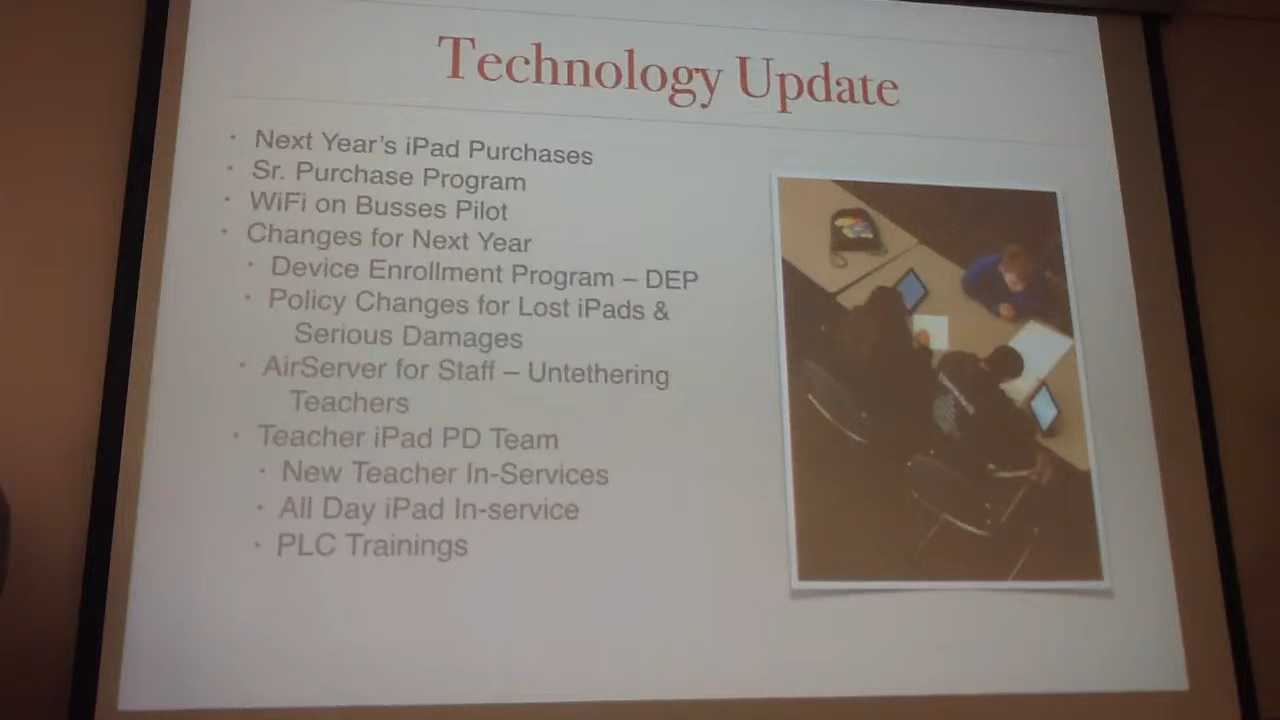 Technology Update
· Next Year's iPad Purchases
· Sr. Purchase Program
· WiFi on Busses Pilot
· Changes for Next Year
· Device Enrollment Program – DEP
· Policy Changes for Lost iPads &
Serious Damages
· AirServer for Staff – Untethering
Teachers
· Teacher iPad PD Team
· New Teacher In-Services
· All Day iPad In-service
· PLC Trainings